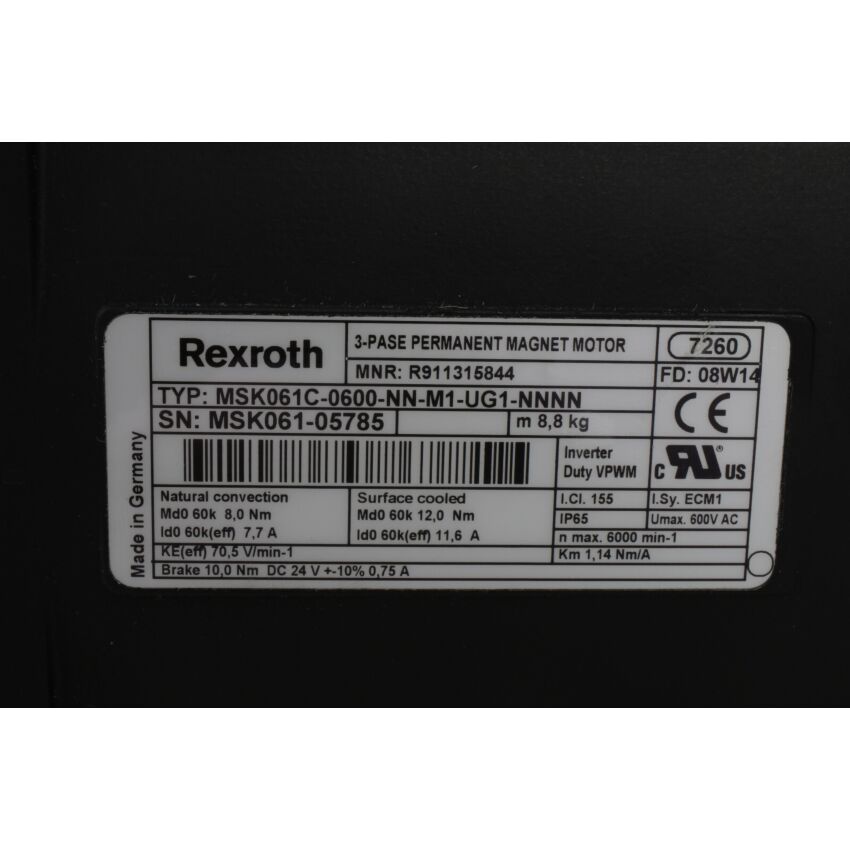 Rexroth
3-PASE PERMANENT MAGNET MOTOR
7260
MNR: R911315844
FD: 08W14
TYP: MSK061C-0600-NN-M1-UG1-NNNN
SN: MSK061-05785
m 8,8 kg
CE
Inverter
Duty VPWM
c RU US
Made in Germany
Natural convection
Md0 60k 8,0 Nm
Id0 60k(eff) 7,7 A
Surface cooled
Md0 60k 12,0 Nm
Id0 60k(eff) 11,6 A
I.Cl. 155
I.Sy. ECM1
IP65
Umax. 600V AC
n max. 6000 min-1
KE(eff) 70,5 V/min-1
Km 1,14 Nm/A
Brake 10,0 Nm DC 24 V +-10% 0,75 A